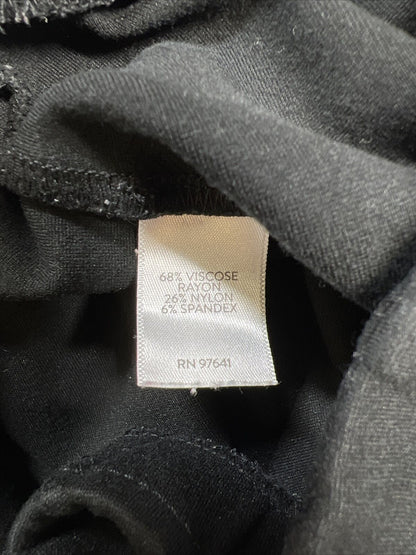 68% VISCOSE
RAYON
26% NYLON
6% SPANDEX
RN 97641